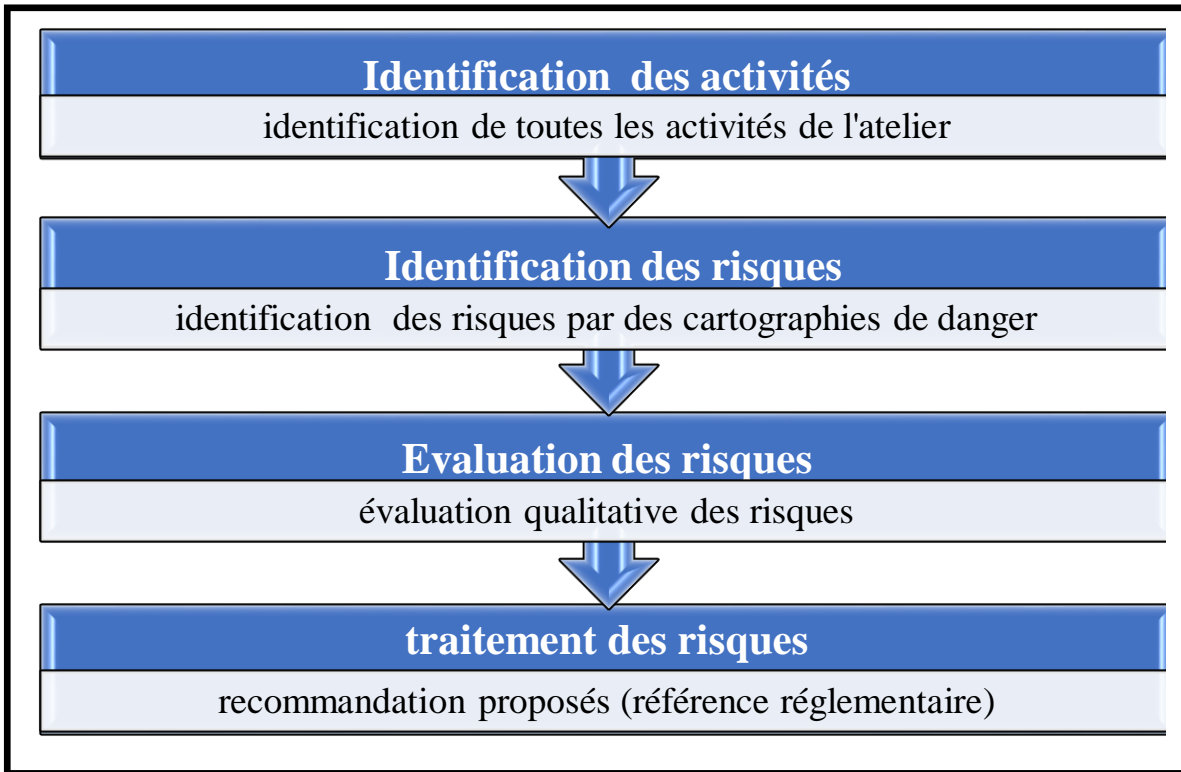 Identification des activités
identification de toutes les activités de l'atelier
Identification des risques
identification des risques par des cartographies de danger
Evaluation des risques
évaluation qualitative des risques
traitement des risques
recommandation proposés (référence réglementaire)